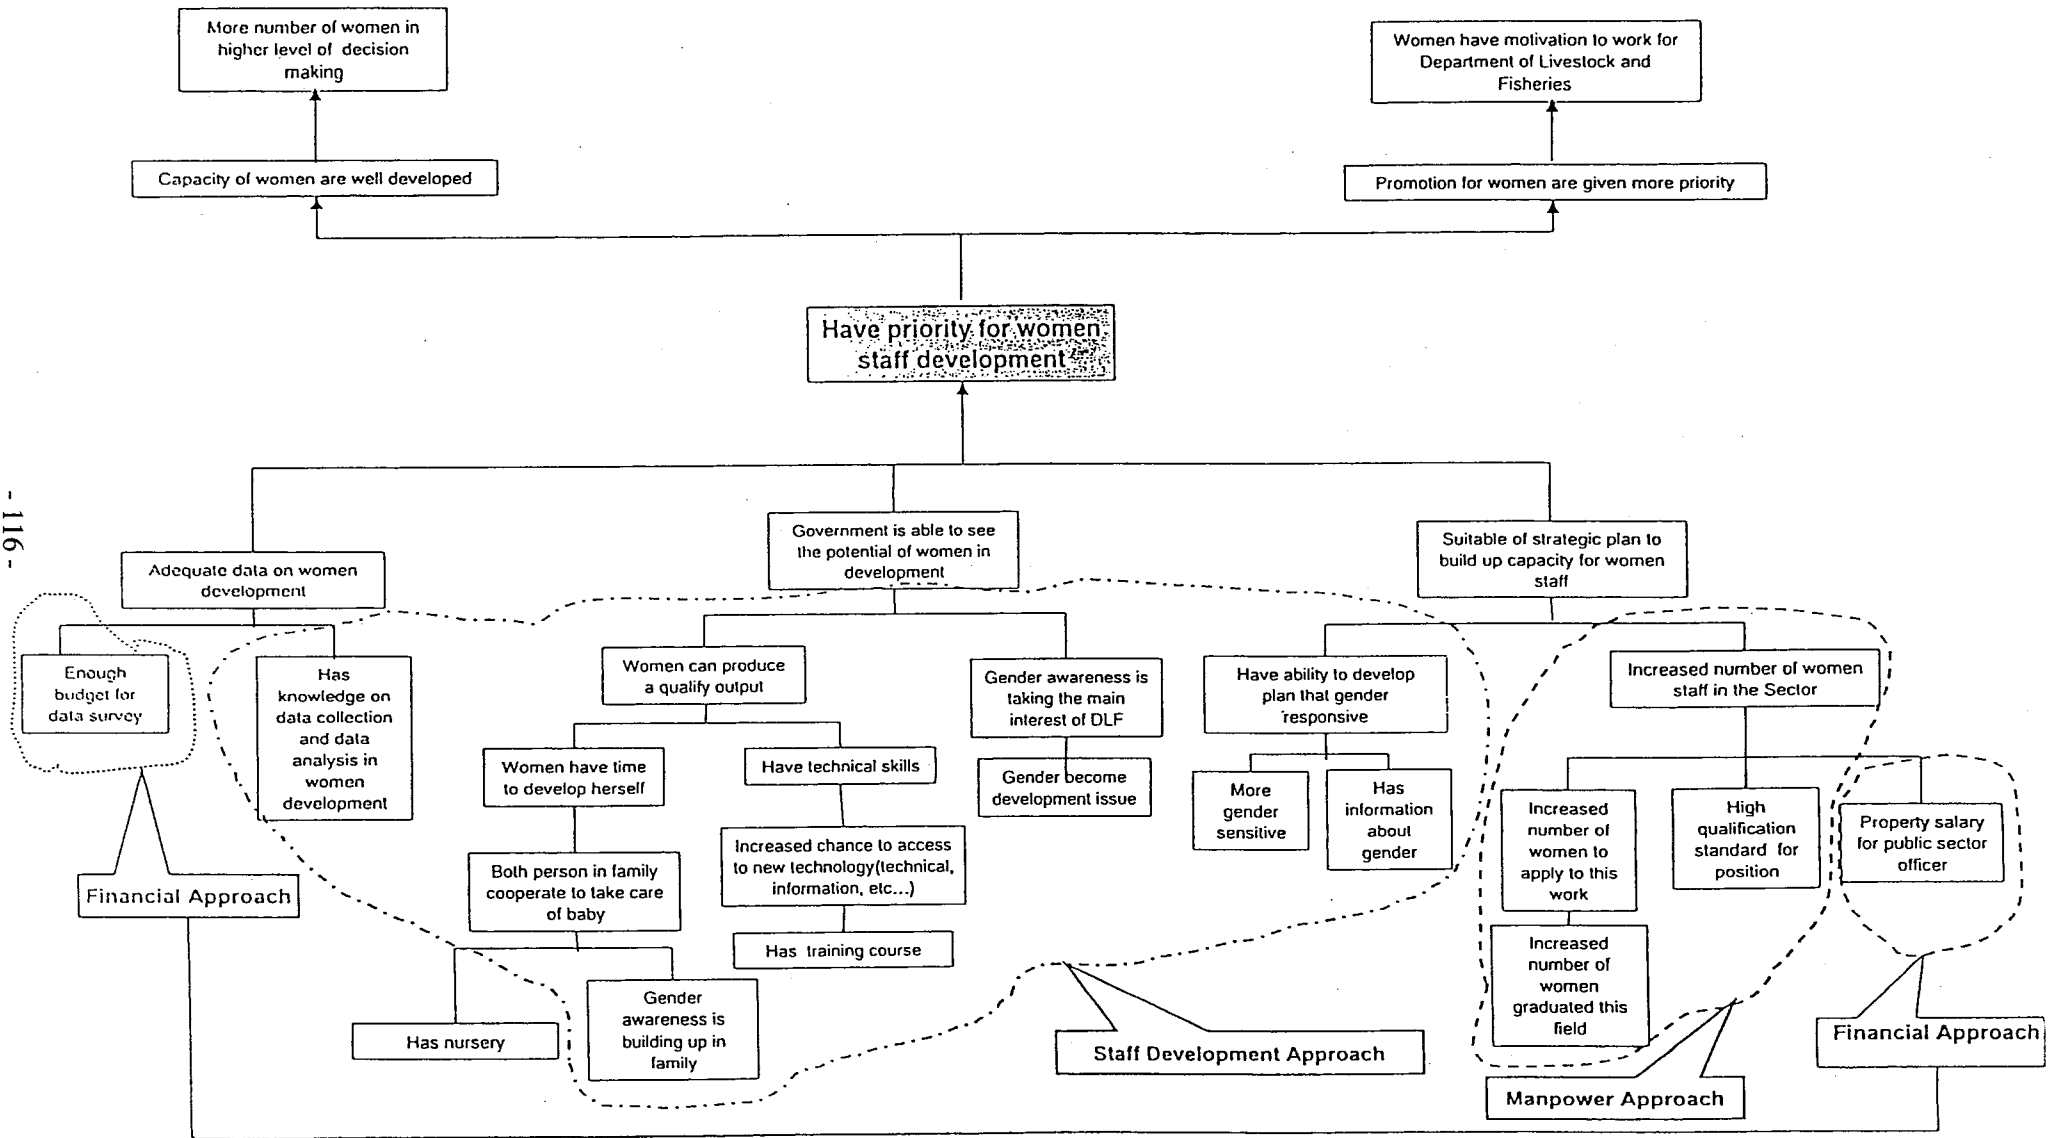 More number of women in
higher level of decision
making
Women have motivation to work for
Department of Livestock and
Fisheries
Capacity of women are well developed
Promotion for women are given more priority
Have priority for women
staff development
- 116 -
Adequate data on women
development
Government is able to see
the potential of women in
development
Suitable of strategic plan to
build up capacity for women
staff
Enough
budget for
data survey
Has
knowledge on
data collection
and data
analysis in
women
development
Women can produce
a qualify output
Gender awareness is
taking the main
interest of DLF
Have ability to develop
plan that gender
responsive
Increased number of women
staff in the Sector
Women have time
to develop herself
Have technical skills
Gender become
development issue
More
gender
sensitive
Has
information
about
gender
Increased
number of
women to
apply to this
work
High
qualification
standard for
position
Property salary
for public sector
officer
Both person in family
cooperate to take care
of baby
Increased chance to access
to new technology(technical,
information, etc...)
Has training course
Increased
number of
women
graduated this
field
Has nursery
Gender
awareness is
building up in
family
Financial Approach
Staff Development Approach
Manpower Approach
Financial Approach